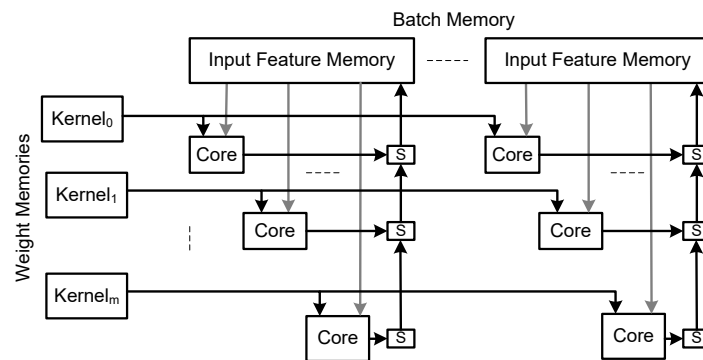 Batch Memory
Input Feature Memory
Input Feature Memory
Weight Memories
Kernel₀
Core
S
Core
S
Kernel₁
Core
S
Core
S
Kernelₘ
Core
S
Core
S